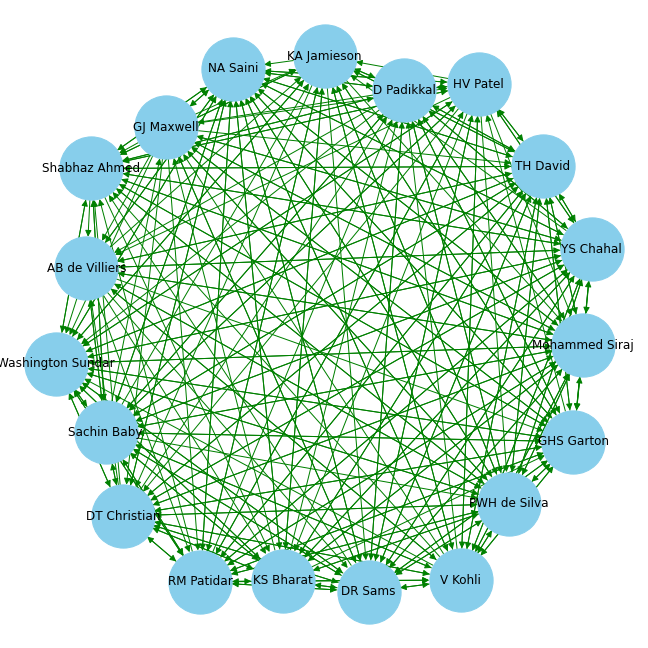 KA Jamieson
NA Saini
D Padikkal
HV Patel
GJ Maxwell
Shabhaz Ahmed
TH David
AB de Villiers
YS Chahal
Washington Sundar
Mohammed Siraj
Sachin Baby
GHS Garton
DT Christian
PWH de Silva
RM Patidar
KS Bharat
DR Sams
V Kohli